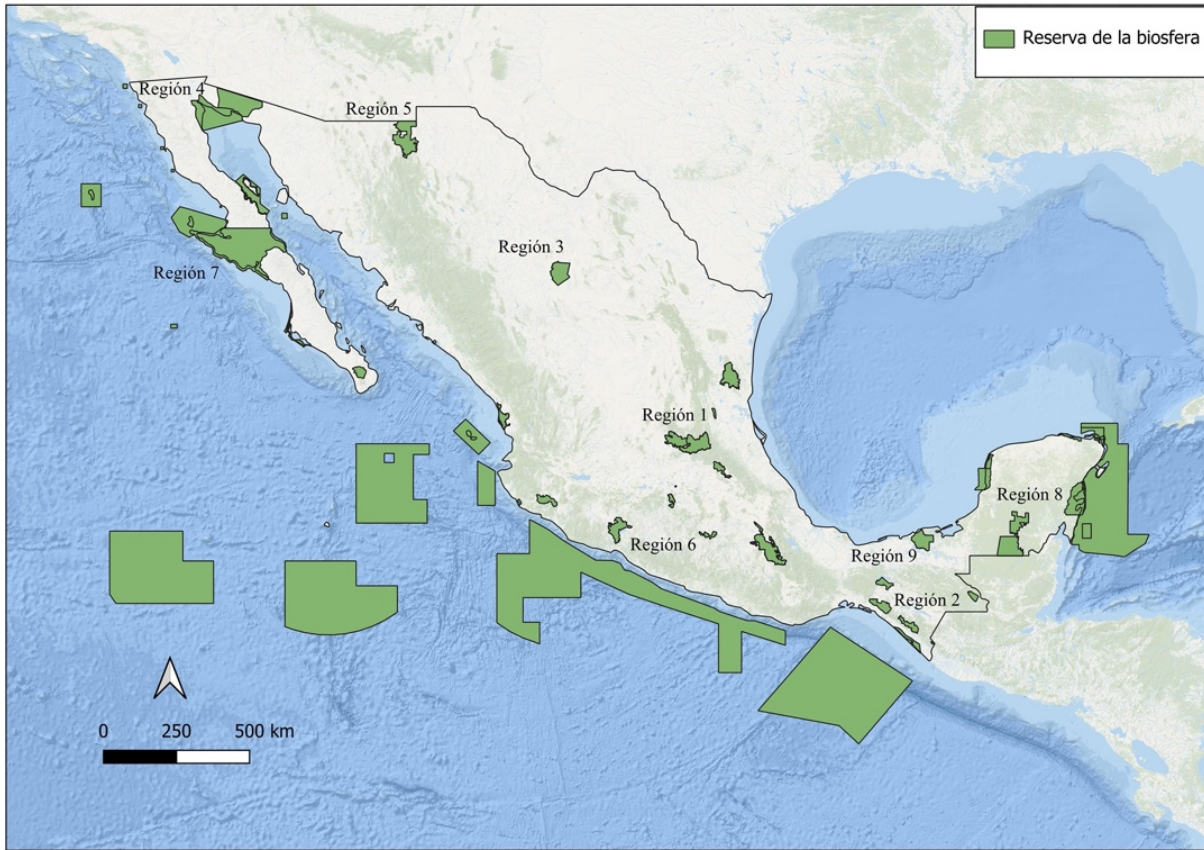 Reserva de la biosfera
Región 4
Región 5
Región 3
Región 7
Región 1
Región 8
Región 6
Región 9
Región 2
0 250 500 km